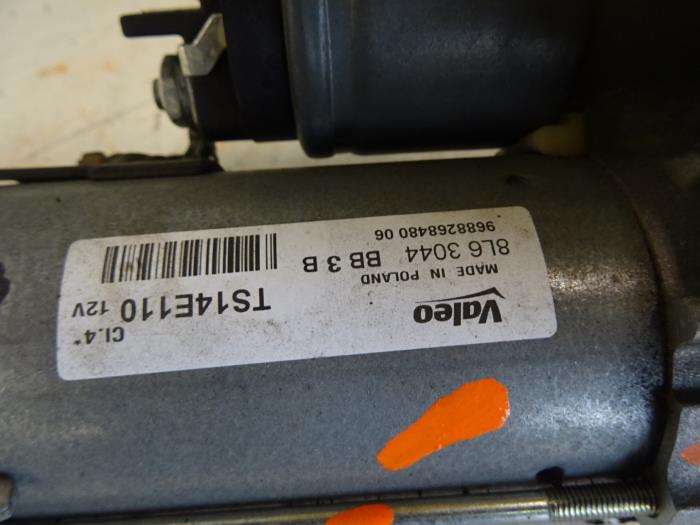 Valeo
TS14E110 12V
Cl.4*
MADE IN POLAND
8L6 3044 BB 3 B
9688268480 06